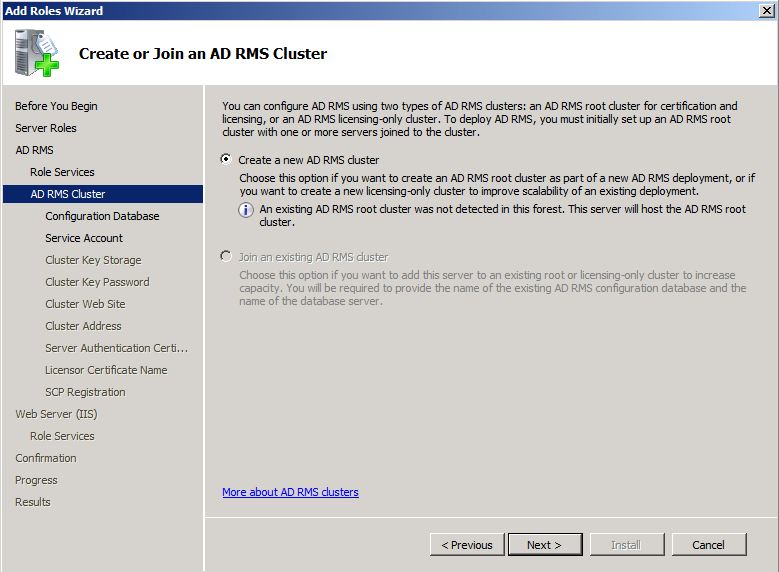 Add Roles Wizard
Create or Join an AD RMS Cluster
Before You Begin
Server Roles
AD RMS
Role Services
AD RMS Cluster
Configuration Database
Service Account
Cluster Key Storage
Cluster Key Password
Cluster Web Site
Cluster Address
Server Authentication Certi...
Licensor Certificate Name
SCP Registration
Web Server (IIS)
Role Services
Confirmation
Progress
Results
You can configure AD RMS using two types of AD RMS clusters: an AD RMS root cluster for certification and
licensing, or an AD RMS licensing-only cluster. To deploy AD RMS, you must initially set up an AD RMS root
cluster with one or more servers joined to the cluster.
Create a new AD RMS cluster
Choose this option if you want to create an AD RMS root cluster as part of a new AD RMS deployment, or if
you want to create a new licensing-only cluster to improve scalability of an existing deployment.
An existing AD RMS root cluster was not detected in this forest. This server will host the AD RMS root
cluster.
Join an existing AD RMS cluster
Choose this option if you want to add this server to an existing root or licensing-only cluster to increase
capacity. You will be required to provide the name of the existing AD RMS configuration database and the
name of the database server.
More about AD RMS clusters
< Previous
Next >
Install
Cancel